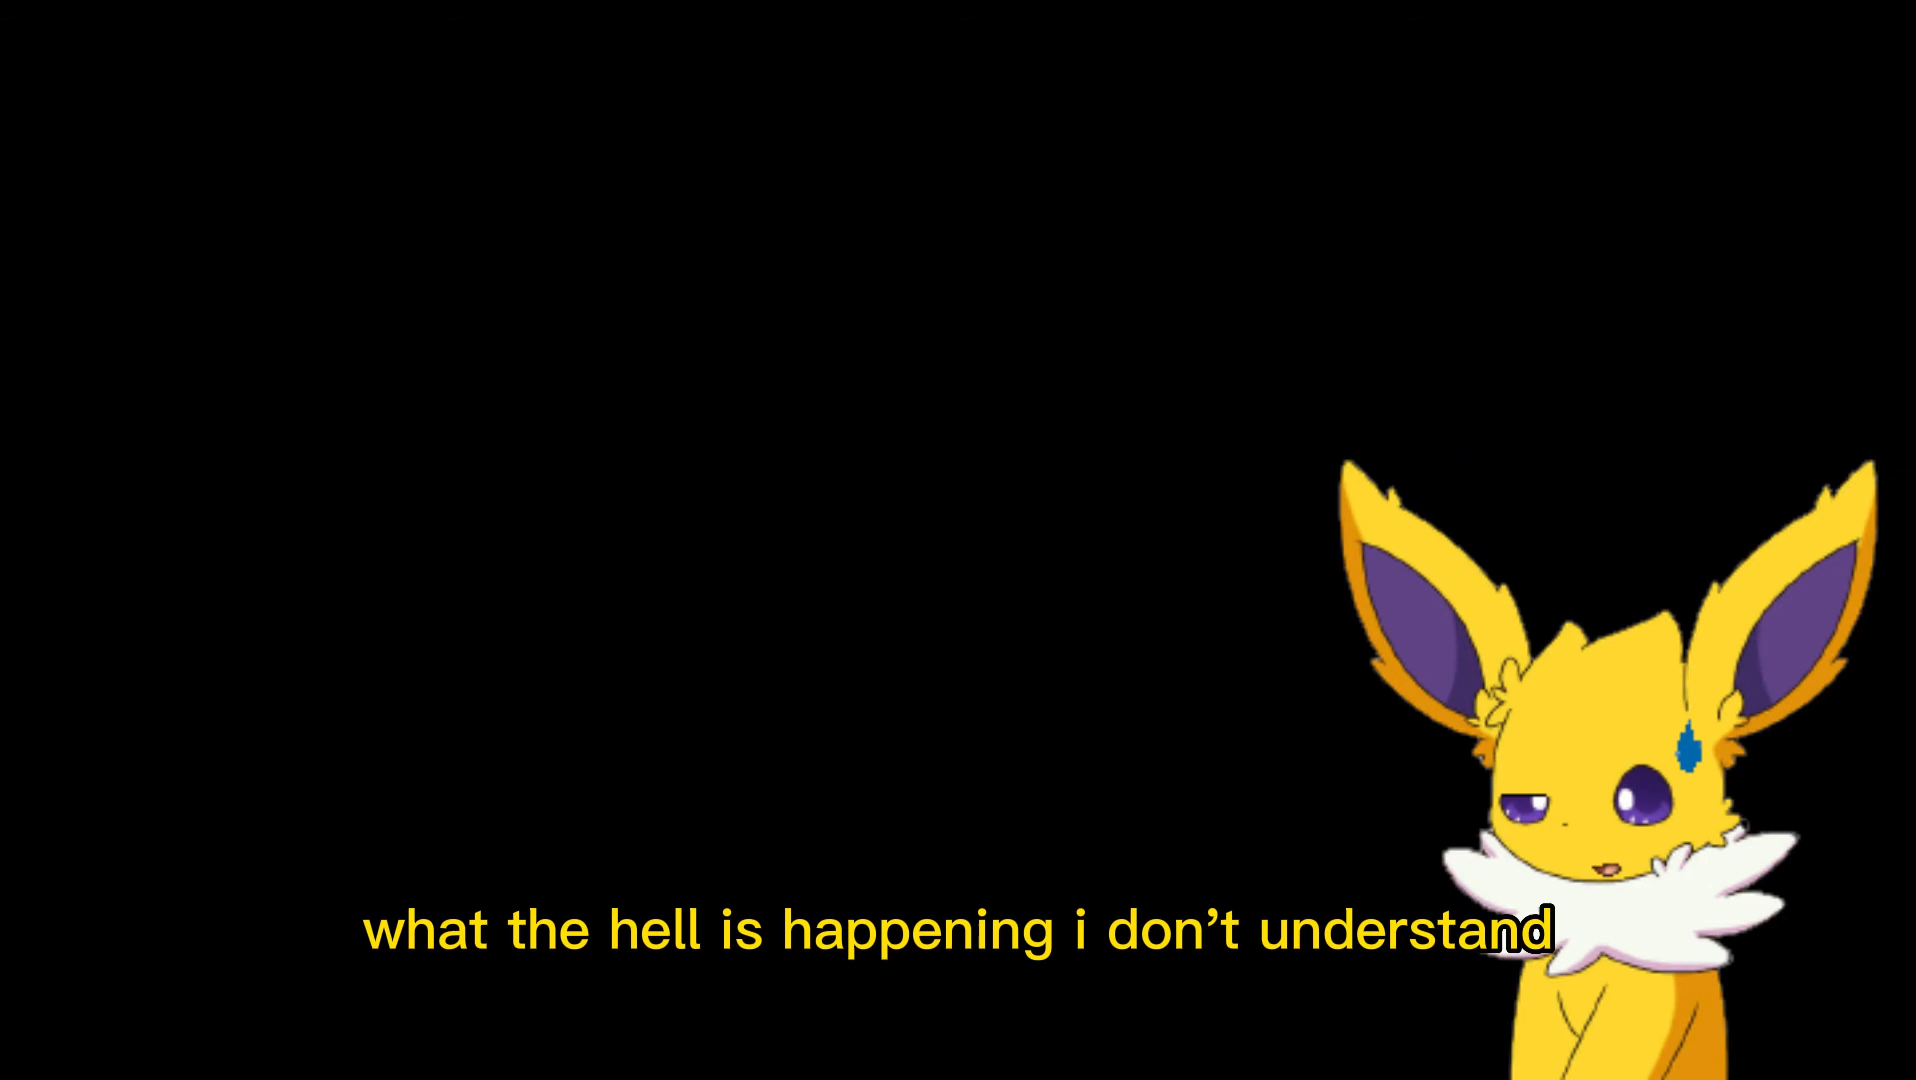 what the hell is happening i don’t understand